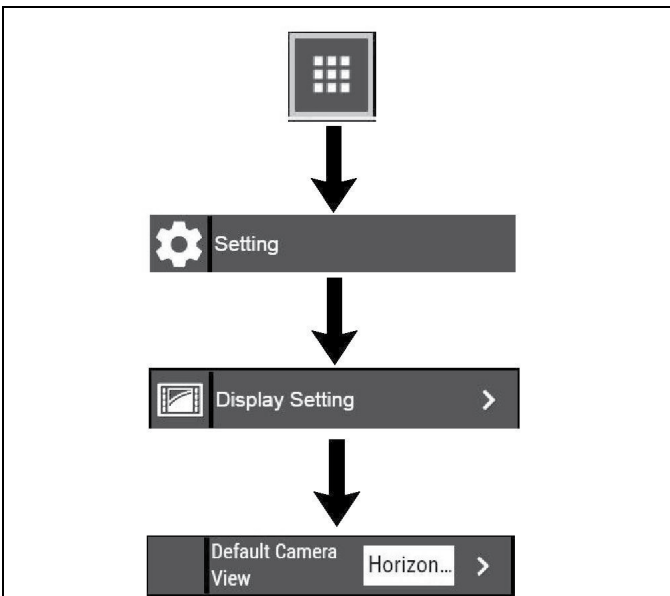 Setting
Display Setting
Default Camera
View
Horizon...